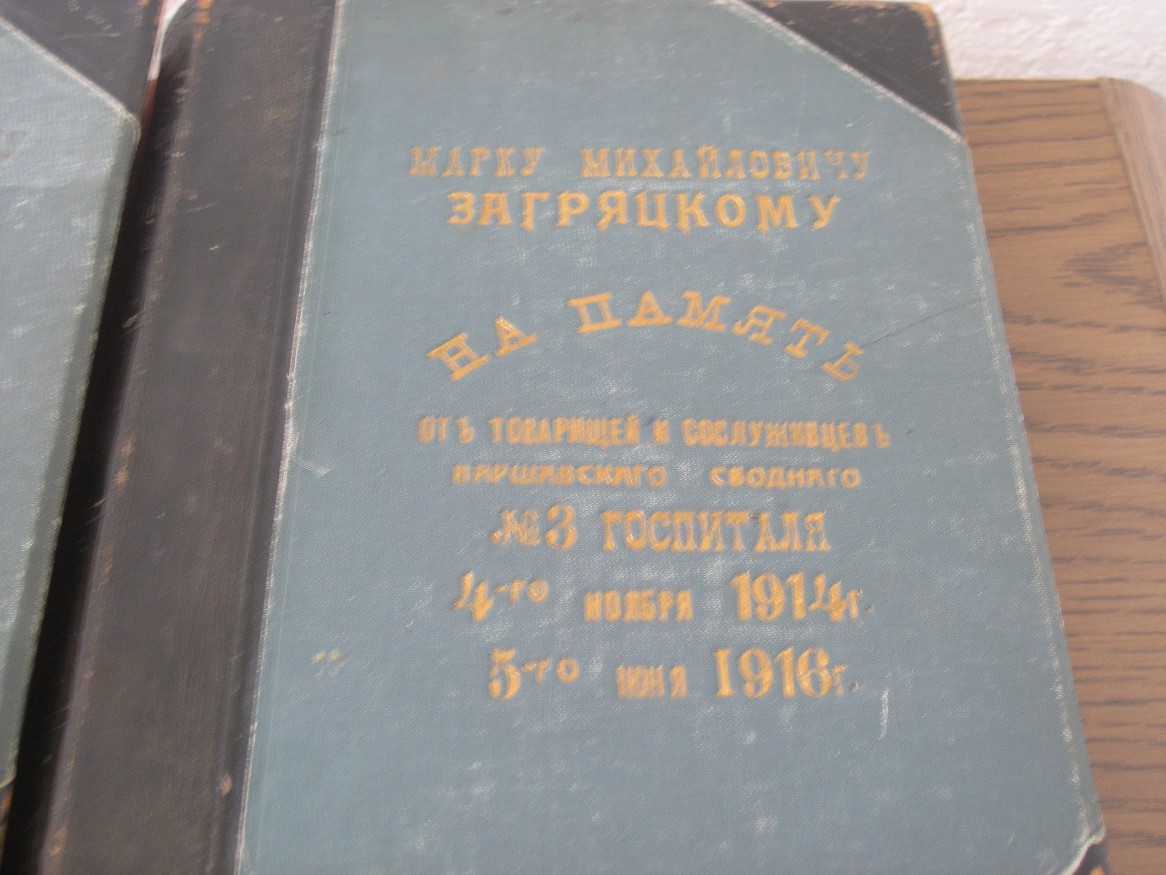 МАРКУ МИХАЙЛОВИЧУ
ЗАГРЯЦКОМУ
НА ПАМЯТЬ
ОТЪ ТОВАРИЩЕЙ И СОСЛУЖИВЦЕВЪ
ВАРШАВСКАГО СВОДНАГО
№3 ГОСПИТАЛЯ
4-го НОЯБРЯ 1914г.
5-го ІЮНЯ 1916г.